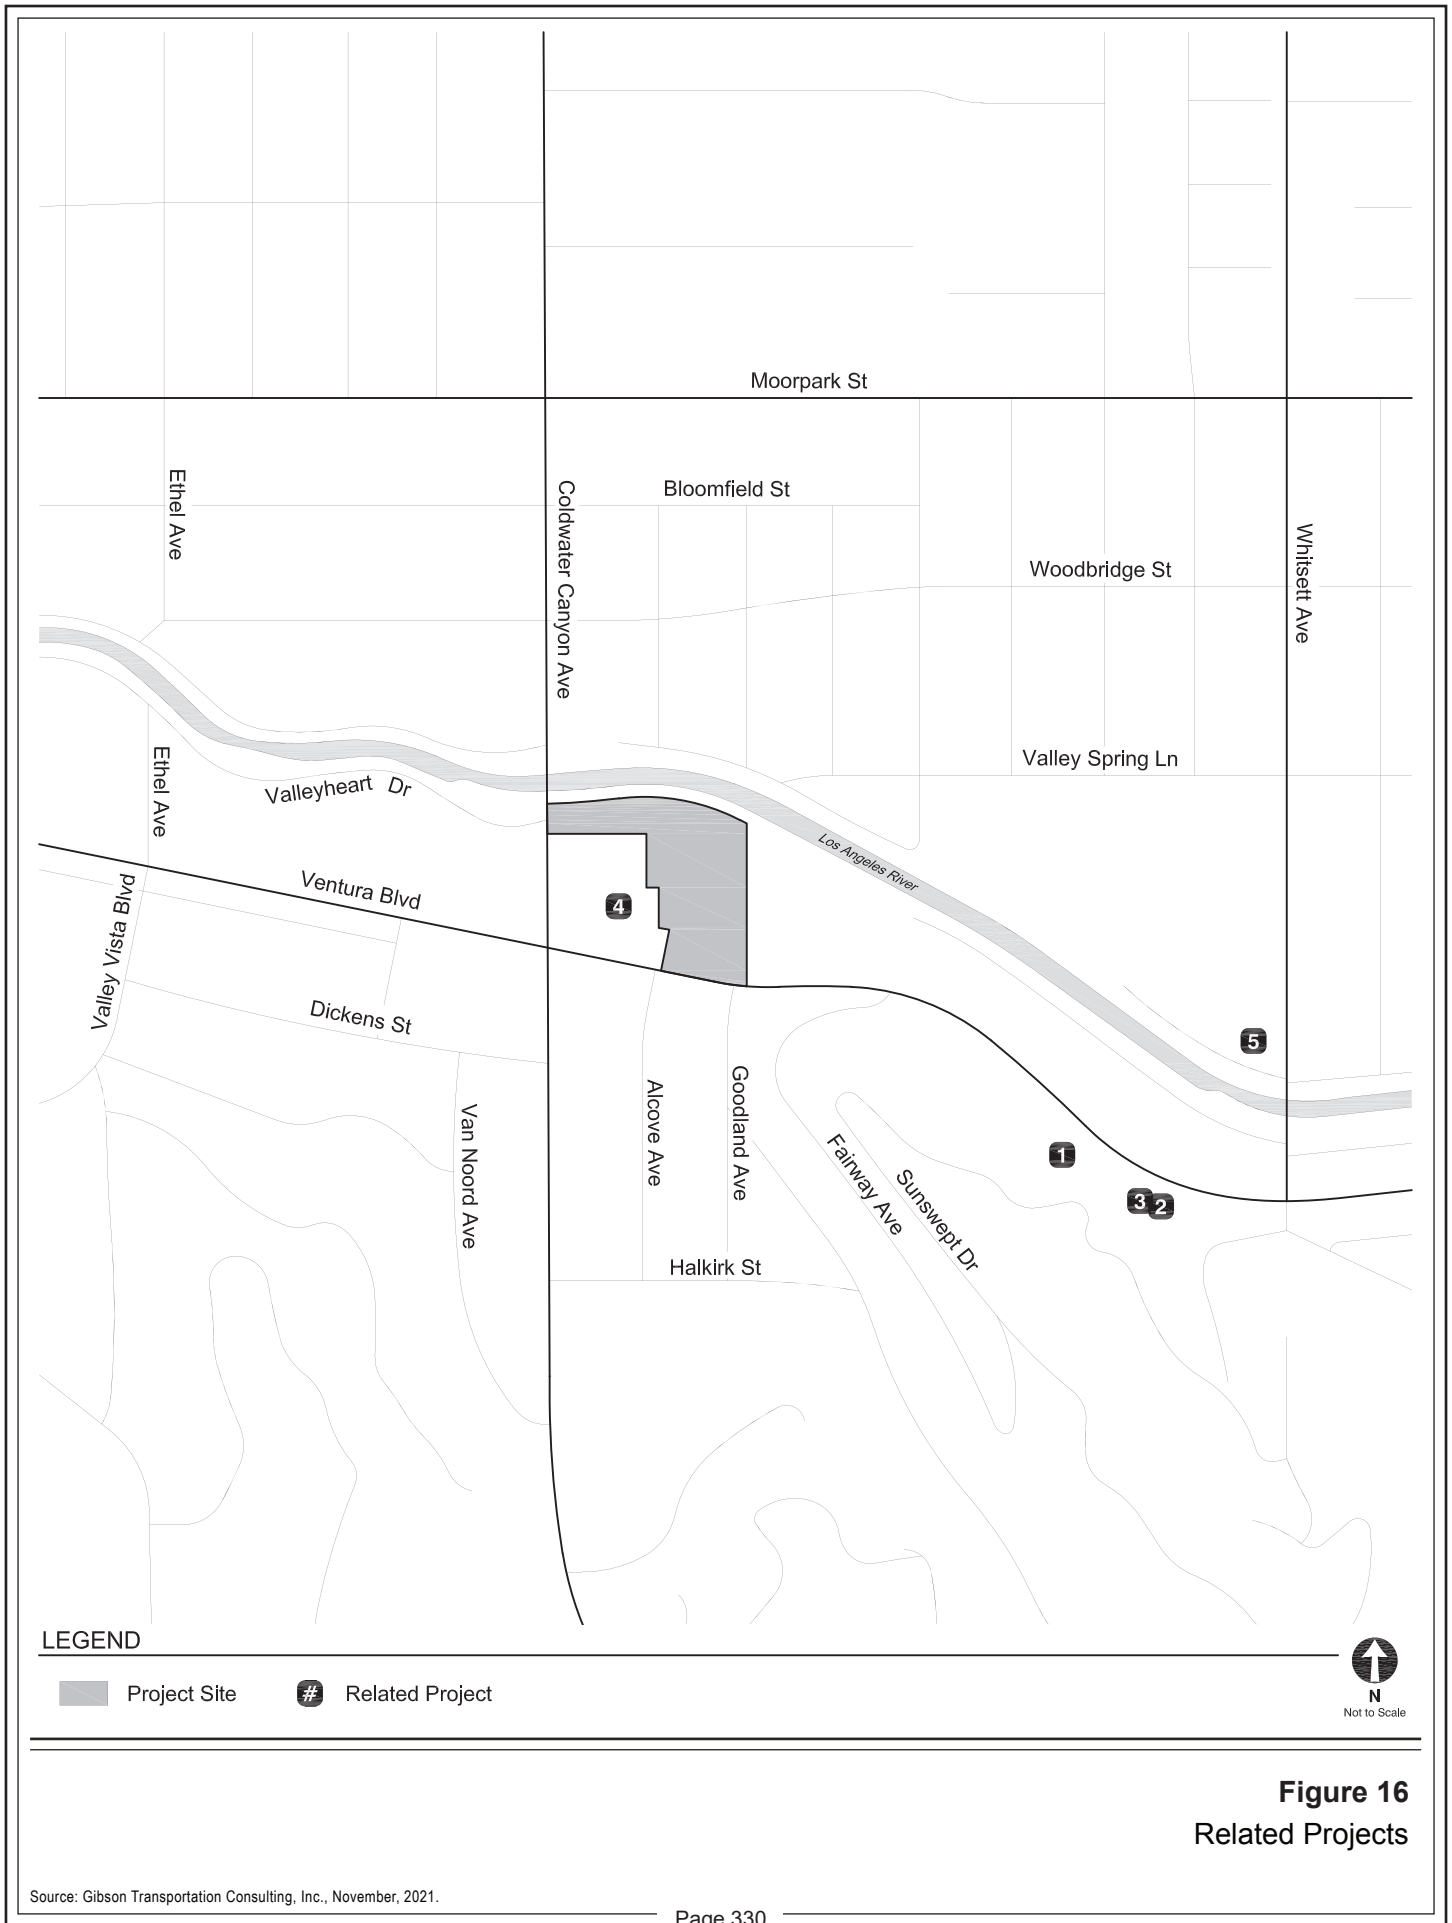 Moorpark St
Ethel Ave
Coldwater Canyon Ave
Bloomfield St
Whitsett Ave
Woodbridge St
Ethel Ave
Valleyheart Dr
Valley Spring Ln
Los Angeles River
Ventura Blvd
Valley Vista Blvd
4
Dickens St
5
Alcove Ave
Goodland Ave
Van Noord Ave
Fairway Ave
Sunswept Dr
1
3
2
Halkirk St
LEGEND
Project Site
# Related Project
N
Not to Scale
Figure 16
Related Projects
Source: Gibson Transportation Consulting, Inc., November, 2021.
Page 330